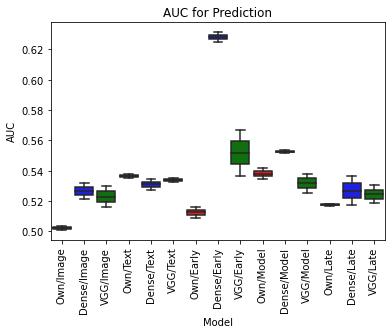 AUC for Prediction
AUC
0.62
0.60
0.58
0.56
0.54
0.52
0.50
Own/Image
Dense/Image
VGG/Image
Own/Text
Dense/Text
VGG/Text
Own/Early
Dense/Early
VGG/Early
Own/Model
Dense/Model
VGG/Model
Own/Late
Dense/Late
VGG/Late
Model